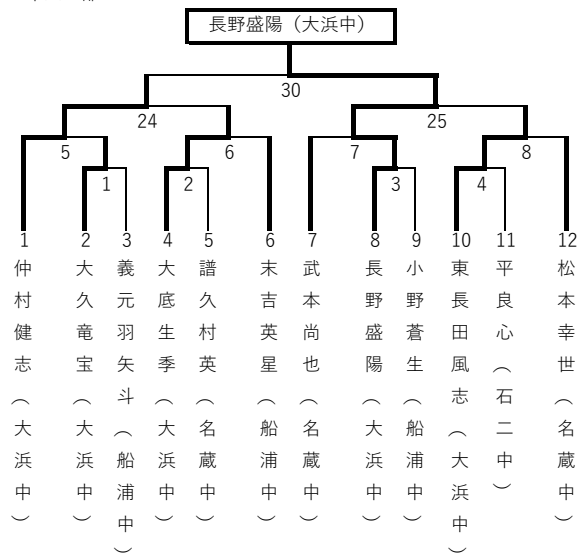 長野盛陽（大浜中）
30
24
25
5
6
7
8
1
2
3
4
1
2
3
4
5
6
7
8
9
10
11
12
仲村健志（大浜中）
大久竜宝（大浜中）
義元羽矢斗（船浦中）
大底生季（大浜中）
譜久村英（名蔵中）
末吉英星（船浦中）
武本尚也（名蔵中）
長野盛陽（大浜中）
小野蒼生（船浦中）
東長田風志（大浜中）
平良心（石二中）
松本幸世（名蔵中）